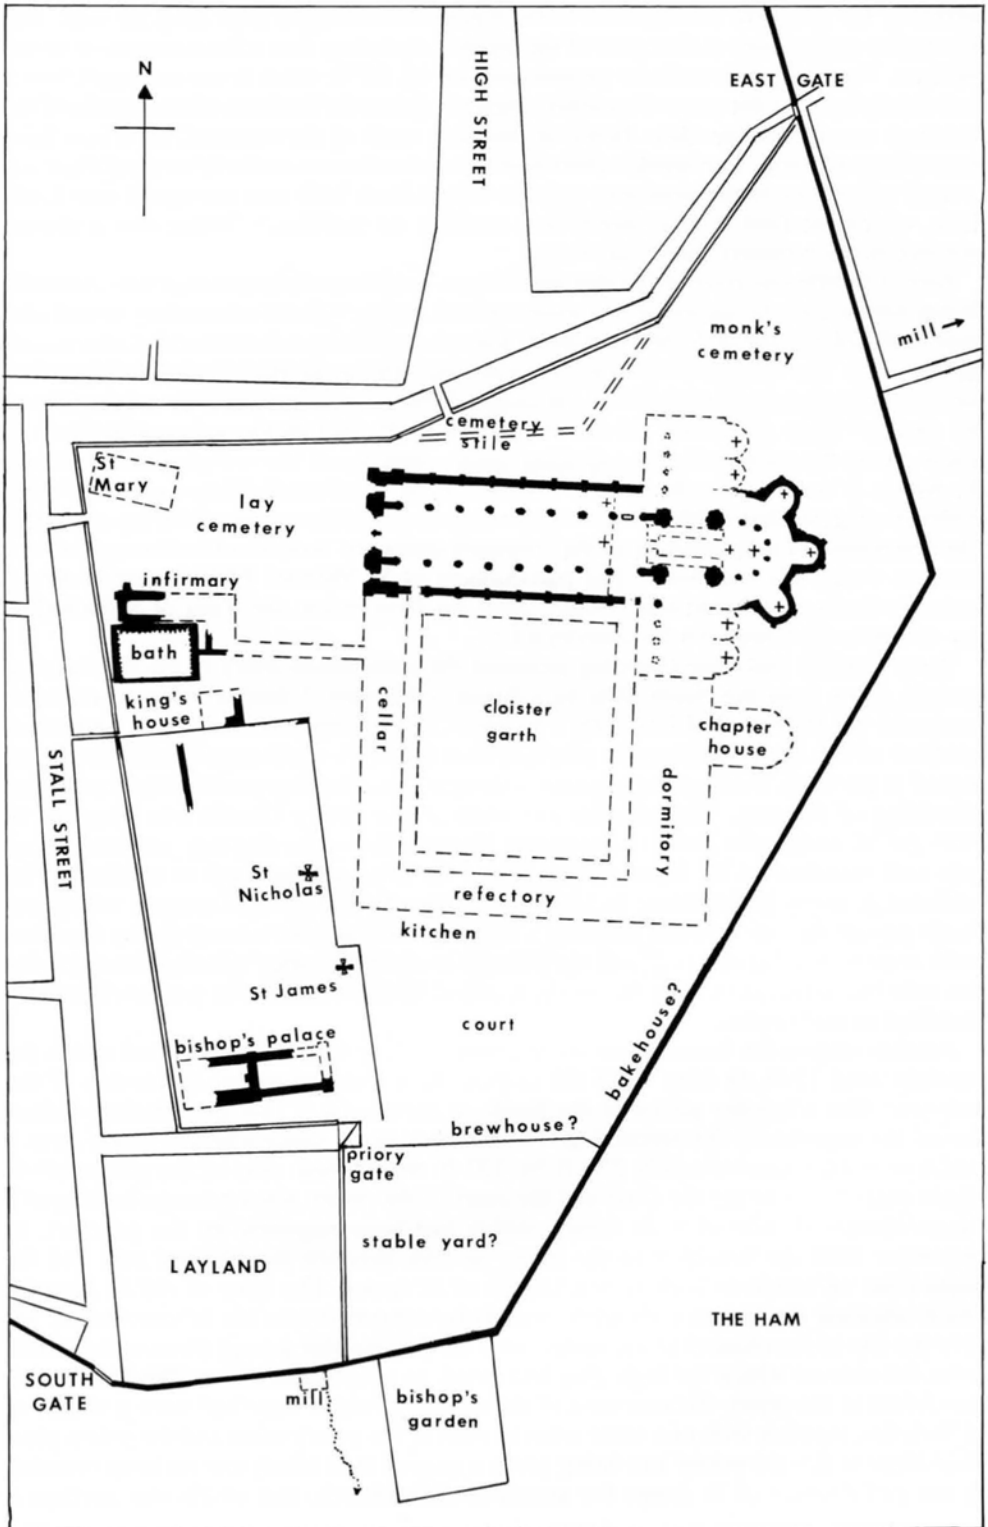 N
HIGH STREET
EAST GATE
mill
monk's
cemetery
cemetery
stile
St
Mary
lay
cemetery
infirmary
bath
king's
house
cellar
cloister
garth
chapter
house
dormitory
STALL STREET
St
Nicholas
refectory
kitchen
St James
court
bishop's palace
bakehouse?
brewhouse?
priory
gate
stable yard?
LAYLAND
THE HAM
SOUTH
GATE
mill
bishop's
garden